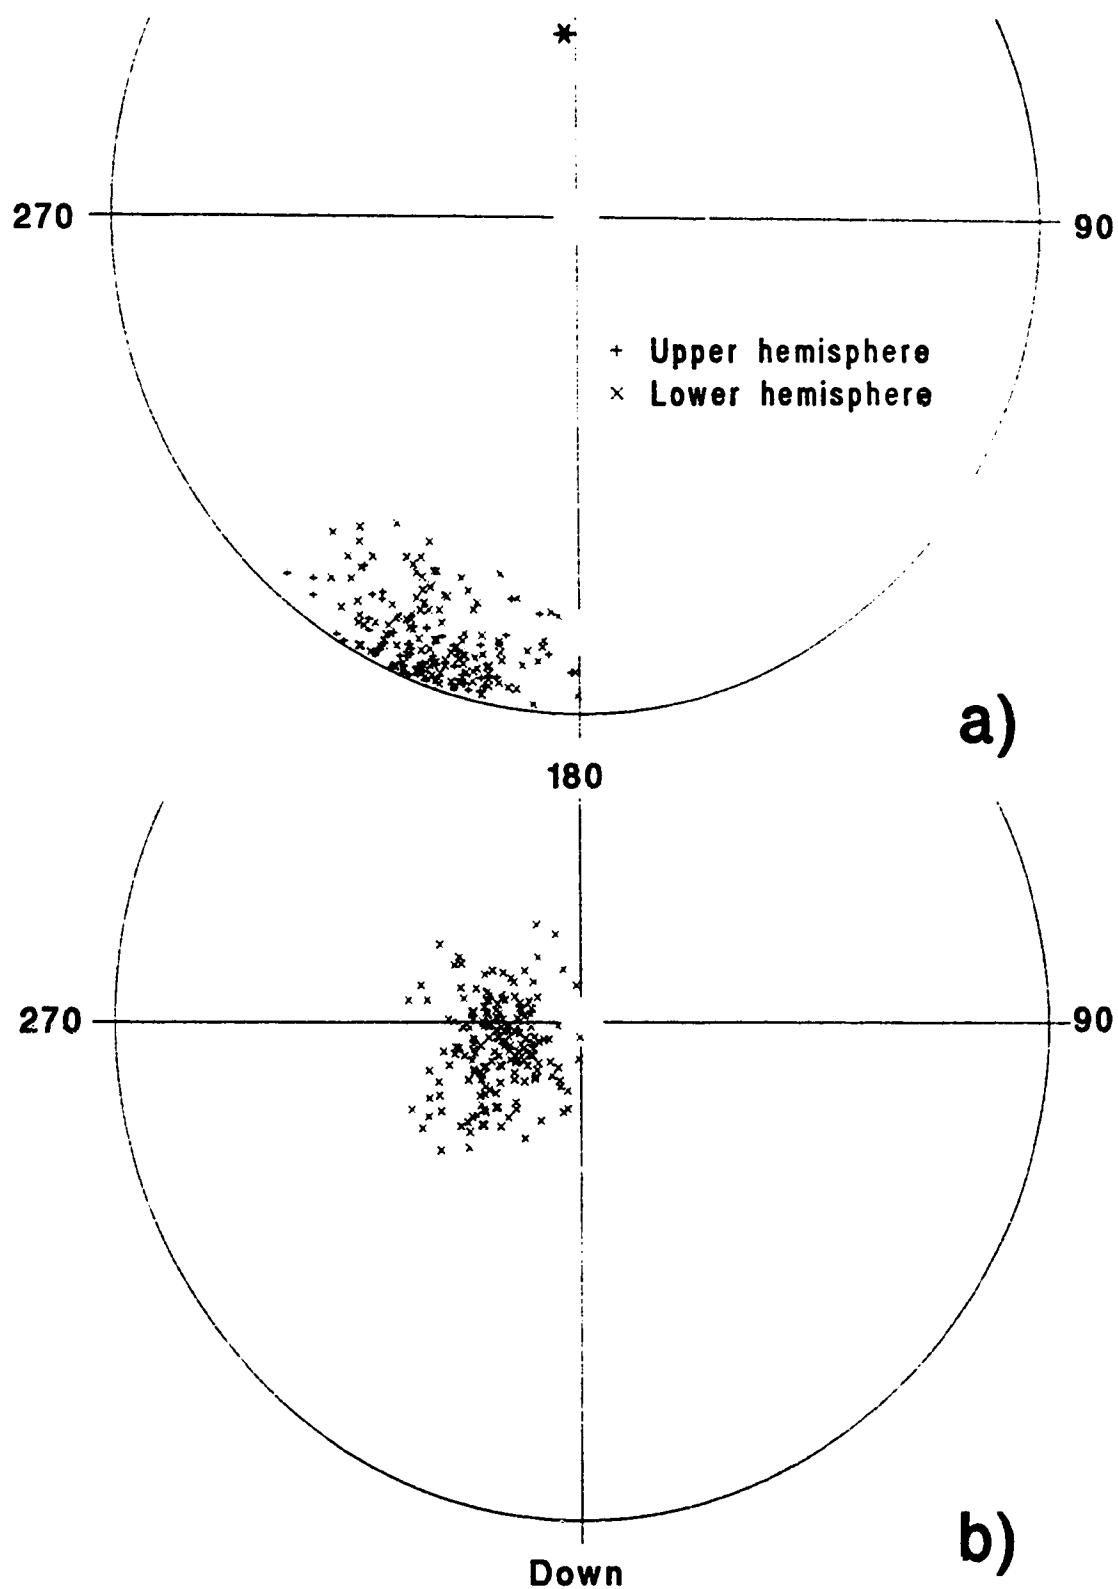 270
90
+ Upper hemisphere
× Lower hemisphere
a)
180
270
90
b)
Down